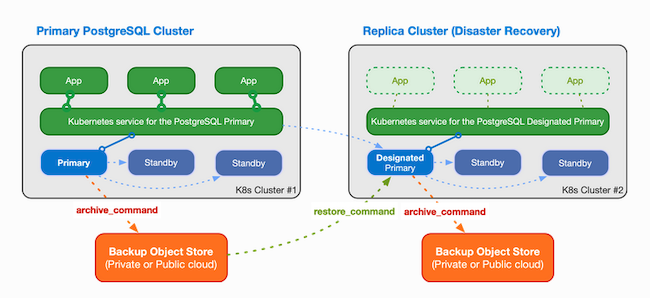 Primary PostgreSQL Cluster
App
App
App
Kubernetes service for the PostgreSQL Primary
Primary
Standby
Standby
K8s Cluster #1
archive_command
Backup Object Store
(Private or Public cloud)
Replica Cluster (Disaster Recovery)
App
App
App
Kubernetes service for the PostgreSQL Designated Primary
Designated
Primary
Standby
Standby
K8s Cluster #2
restore_command
archive_command
Backup Object Store
(Private or Public cloud)